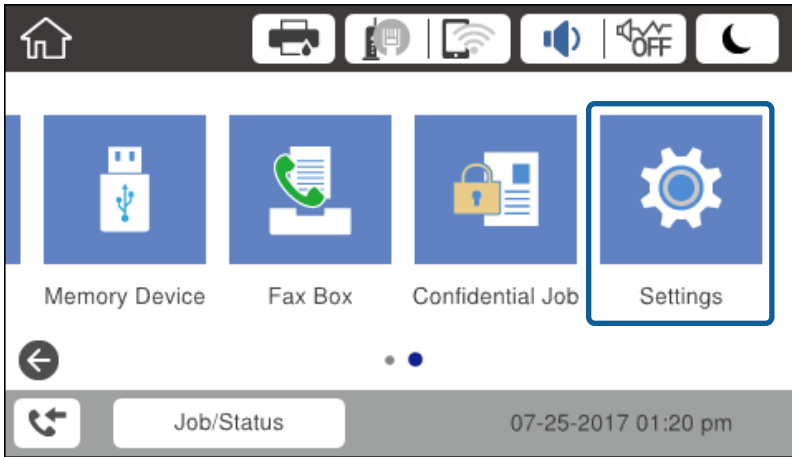 OFF
Memory Device
Fax Box
Confidential Job
Settings
Job/Status
07-25-2017 01:20 pm